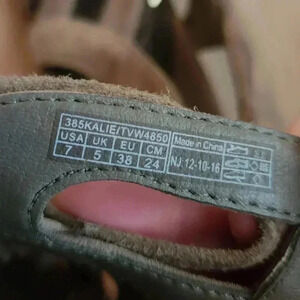 385KALIE/TVW4850
USA UK EU CM
7 5 38 24
Made in China
NJ 12-10-16